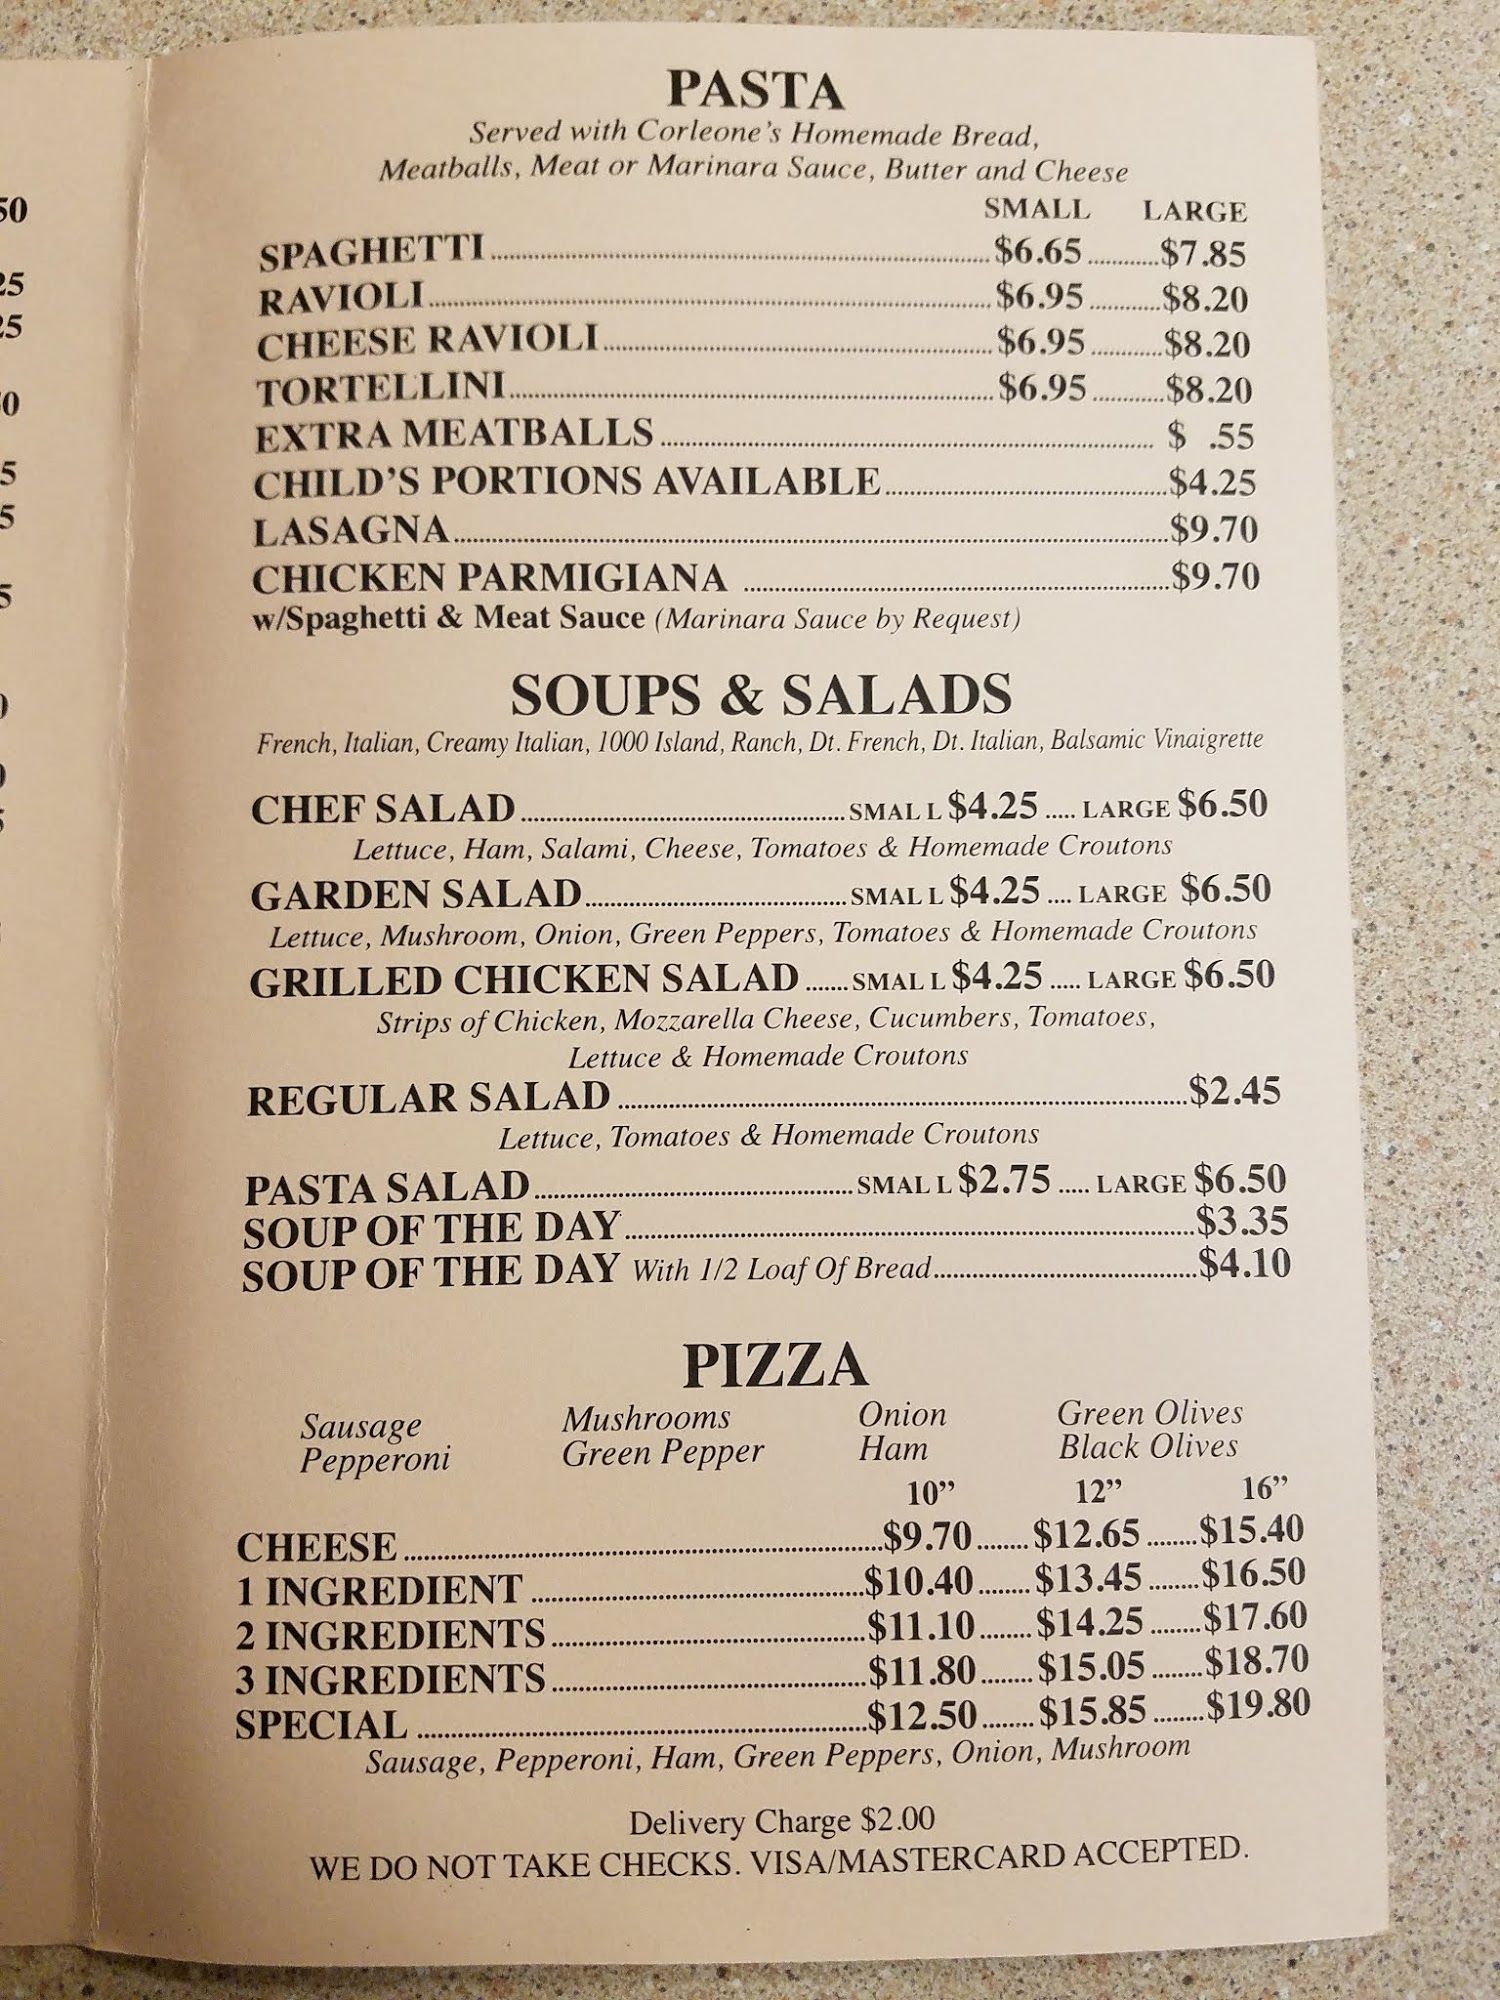 PASTA
Served with Corleone's Homemade Bread,
Meatballs, Meat or Marinara Sauce, Butter and Cheese
SMALL LARGE
SPAGHETTI $6.65 $7.85
RAVIOLI $6.95 $8.20
CHEESE RAVIOLI $6.95 $8.20
TORTELLINI $6.95 $8.20
EXTRA MEATBALLS $ .55
CHILD'S PORTIONS AVAILABLE $4.25
LASAGNA $9.70
CHICKEN PARMIGIANA $9.70
w/Spaghetti & Meat Sauce (Marinara Sauce by Request)
SOUPS & SALADS
French, Italian, Creamy Italian, 1000 Island, Ranch, Dt. French, Dt. Italian, Balsamic Vinaigrette
CHEF SALAD SMALL $4.25 LARGE $6.50
Lettuce, Ham, Salami, Cheese, Tomatoes & Homemade Croutons
GARDEN SALAD SMALL $4.25 LARGE $6.50
Lettuce, Mushroom, Onion, Green Peppers, Tomatoes & Homemade Croutons
GRILLED CHICKEN SALAD SMALL $4.25 LARGE $6.50
Strips of Chicken, Mozzarella Cheese, Cucumbers, Tomatoes,
Lettuce & Homemade Croutons
REGULAR SALAD $2.45
Lettuce, Tomatoes & Homemade Croutons
PASTA SALAD SMALL $2.75 LARGE $6.50
SOUP OF THE DAY $3.35
SOUP OF THE DAY With 1/2 Loaf Of Bread $4.10
PIZZA
Sausage Mushrooms Onion Green Olives
Pepperoni Green Pepper Ham Black Olives
10" 12" 16"
CHEESE $9.70 $12.65 $15.40
1 INGREDIENT $10.40 $13.45 $16.50
2 INGREDIENTS $11.10 $14.25 $17.60
3 INGREDIENTS $11.80 $15.05 $18.70
SPECIAL $12.50 $15.85 $19.80
Sausage, Pepperoni, Ham, Green Peppers, Onion, Mushroom
Delivery Charge $2.00
WE DO NOT TAKE CHECKS. VISA/MASTERCARD ACCEPTED.